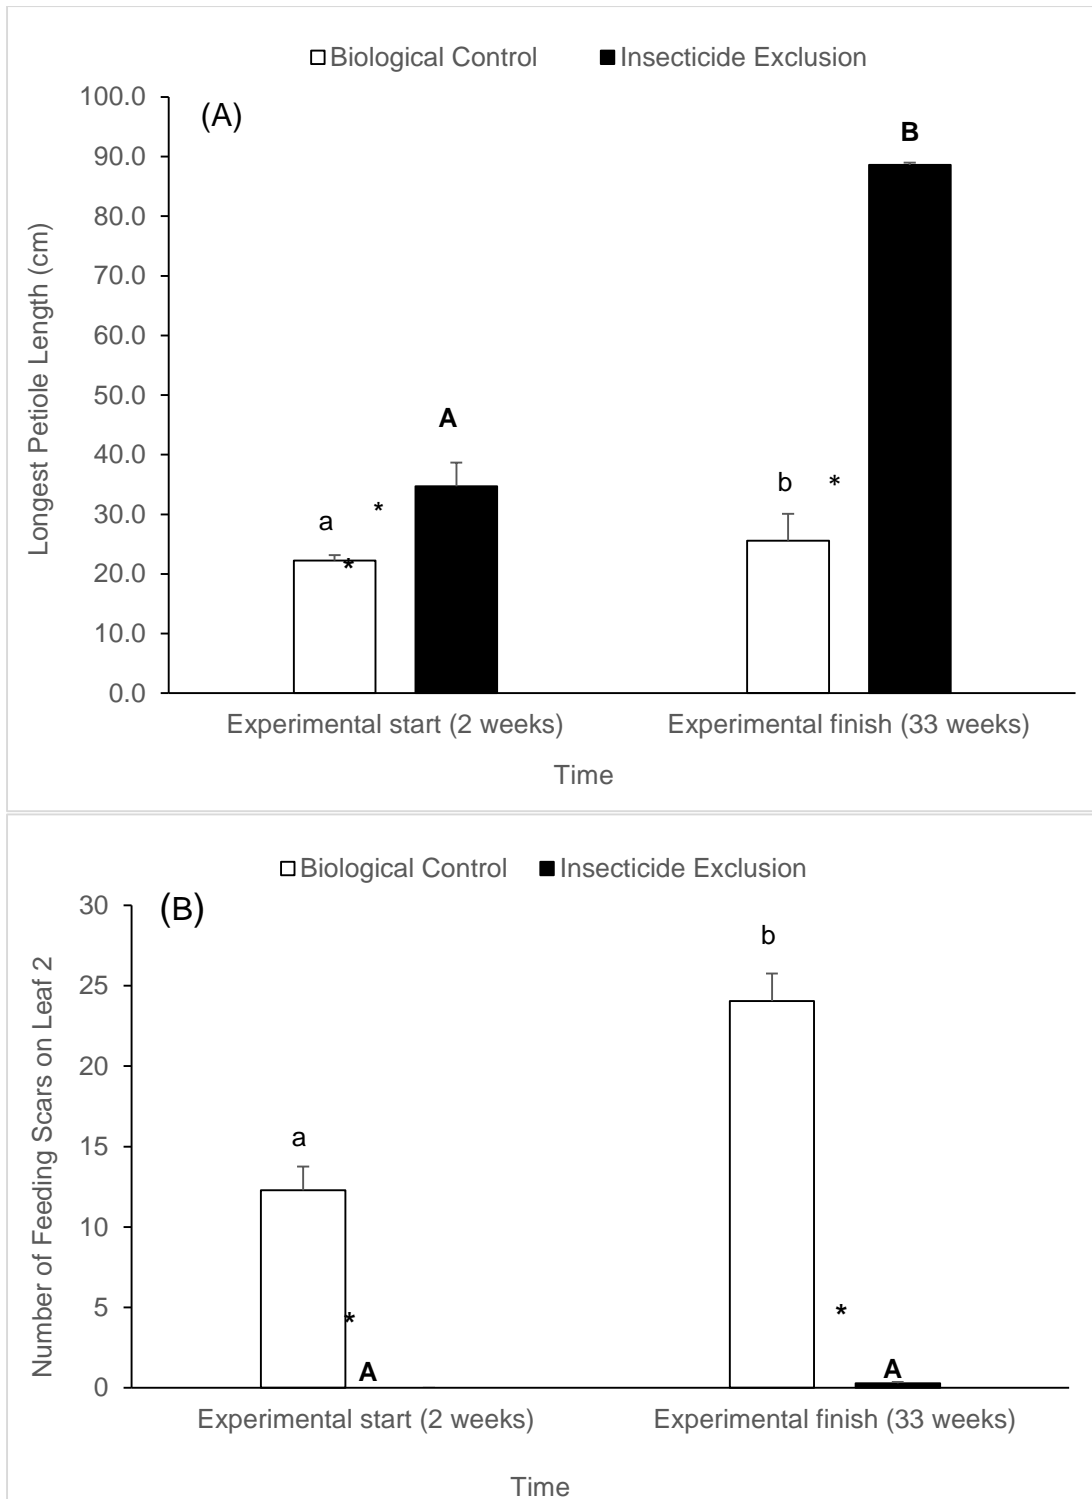 Biological Control Insecticide Exclusion
(A)
Longest Petiole Length (cm)
100.0
90.0
80.0
70.0
60.0
50.0
40.0
30.0
20.0
10.0
0.0
a
*
*
A
b
*
B
Experimental start (2 weeks) Experimental finish (33 weeks)
Time
Biological Control Insecticide Exclusion
(B)
Number of Feeding Scars on Leaf 2
30
25
20
15
10
5
0
a
*
A
b
*
A
Experimental start (2 weeks) Experimental finish (33 weeks)
Time